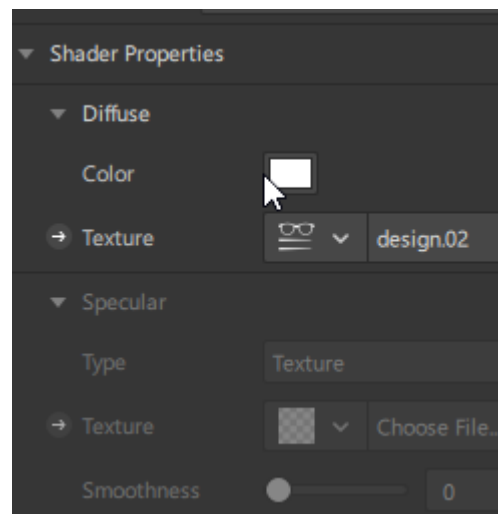 Shader Properties
Diffuse
Color
Texture design.02
Specular
Type Texture
Texture Choose File..
Smoothness 0